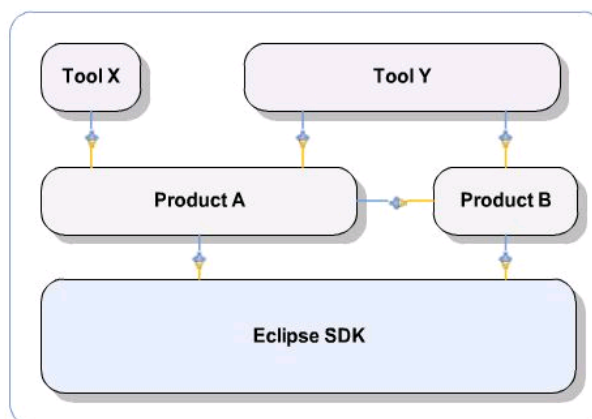 Tool X
Tool Y
Product A
Product B
Eclipse SDK